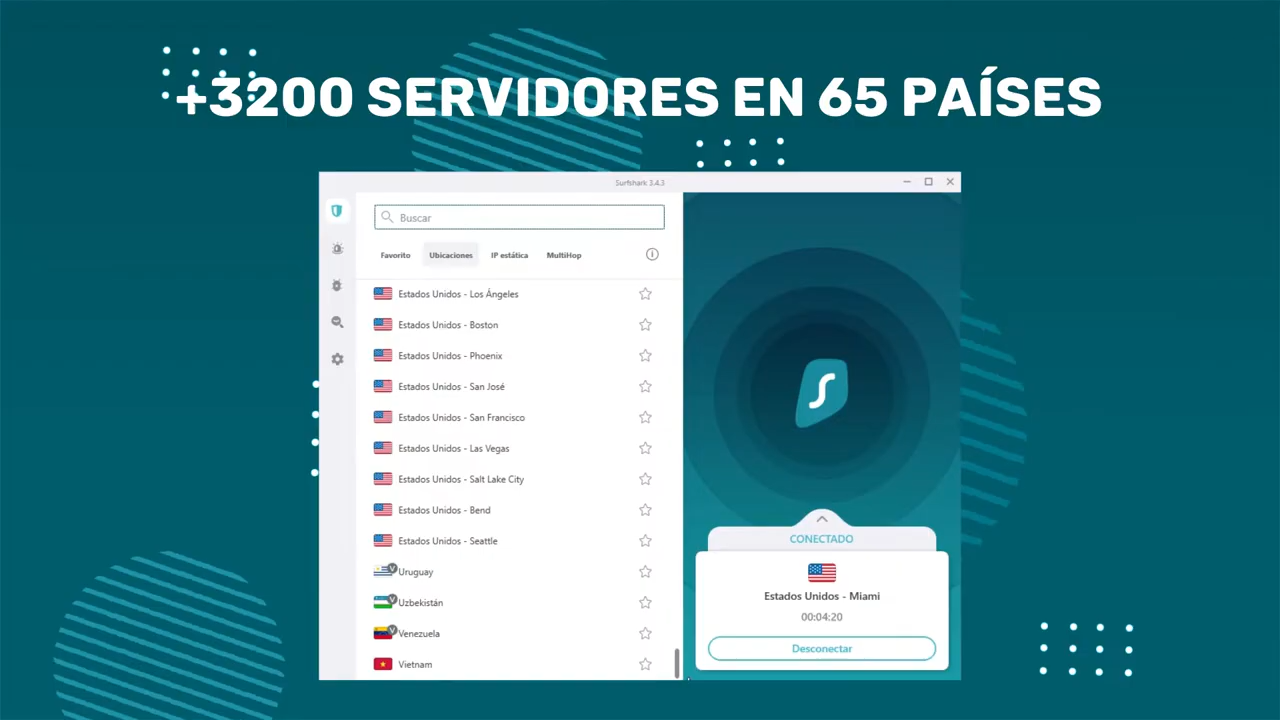 +3200 SERVIDORES EN 65 PAÍSES
Surfshark 3.4.3
Buscar
Favorito
Ubicaciones
IP estática
MultiHop
Estados Unidos - Los Ángeles
Estados Unidos - Boston
Estados Unidos - Phoenix
Estados Unidos - San José
Estados Unidos - San Francisco
Estados Unidos - Las Vegas
Estados Unidos - Salt Lake City
Estados Unidos - Bend
Estados Unidos - Seattle
Uruguay
Uzbekistán
Venezuela
Vietnam
CONECTADO
Estados Unidos - Miami
00:04:20
Desconectar